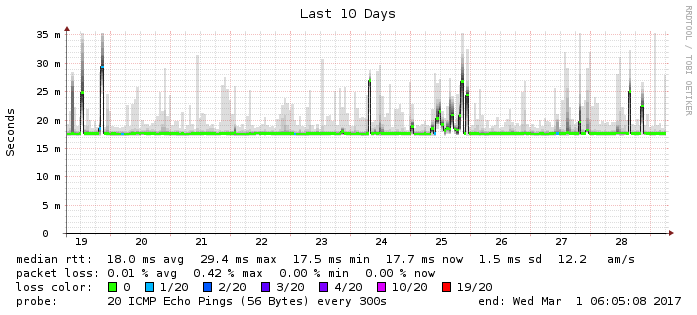 Last 10 Days
RRDTOOL / TOBI OETIKER
Seconds
35 m
30 m
25 m
20 m
15 m
10 m
5 m
0
19 20 21 22 23 24 25 26 27 28
median rtt: 18.0 ms avg 29.4 ms max 17.5 ms min 17.7 ms now 1.5 ms sd 12.2 am/s
packet loss: 0.01 % avg 0.42 % max 0.00 % min 0.00 % now
loss color: 0 1/20 2/20 3/20 4/20 10/20 19/20
probe: 20 ICMP Echo Pings (56 Bytes) every 300s end: Wed Mar 1 06:05:08 2017